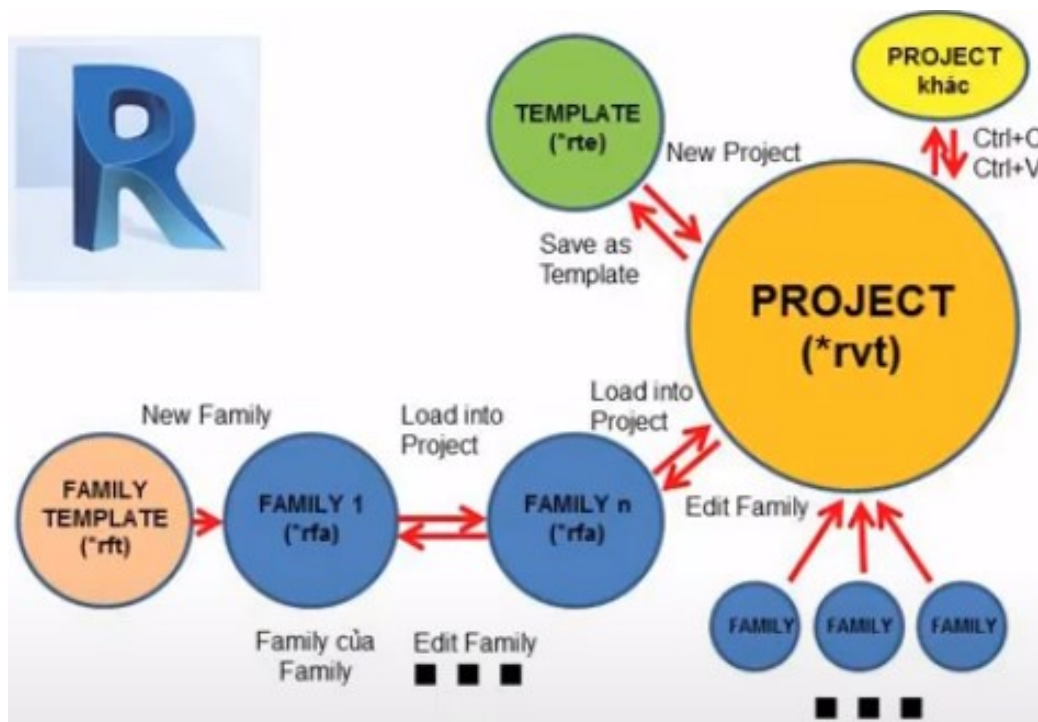 PROJECT
khác
TEMPLATE
(*rte)
New Project
Ctrl+C
Ctrl+V
Save as
Template
PROJECT
(*rvt)
New Family
Load into
Project
Load into
Project
FAMILY
TEMPLATE
(*rft)
FAMILY 1
(*rfa)
FAMILY n
(*rfa)
Edit Family
FAMILY
FAMILY
FAMILY
Family của
Family
Edit Family